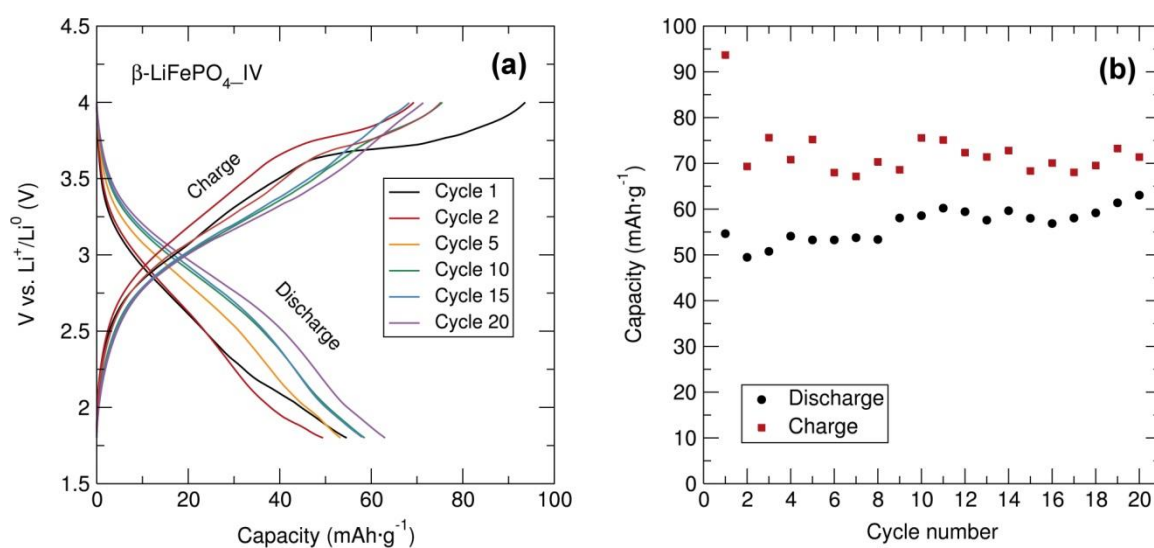 β-LiFePO4_IV
(a)
V vs. Li+/Li0 (V)
4
3.5
3
2.5
2
1.5
Charge
Discharge
Cycle 1
Cycle 2
Cycle 5
Cycle 10
Cycle 15
Cycle 20
0 20 40 60 80 100
Capacity (mAh·g-1)
(b)
Capacity (mAh·g-1)
100
90
80
70
60
50
40
30
20
10
0
Discharge
Charge
0 2 4 6 8 10 12 14 16 18 20
Cycle number